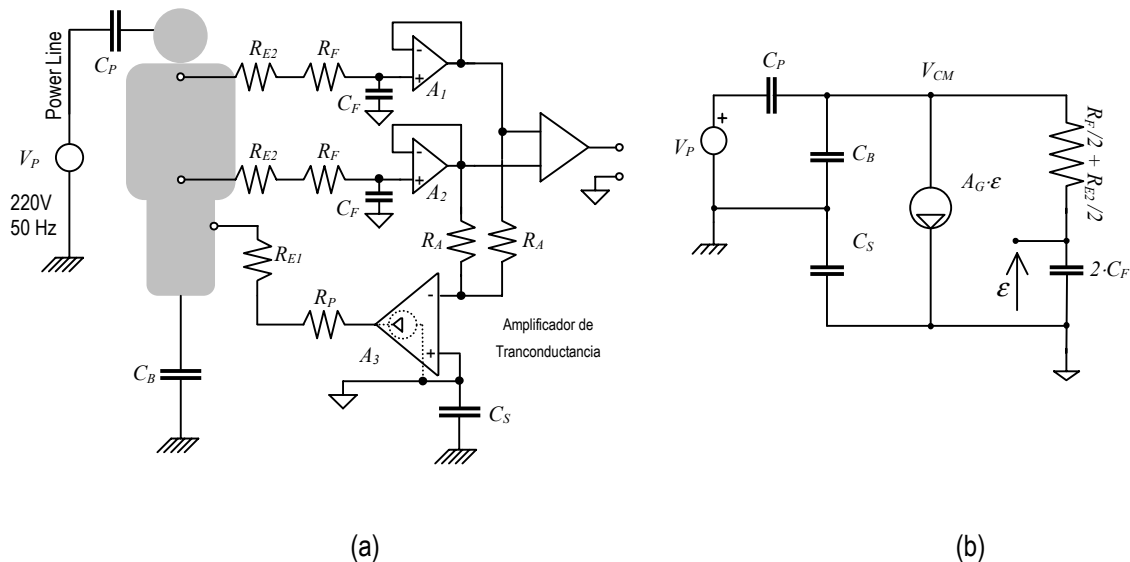 Power Line
C_P
V_P
220V
50 Hz
R_E2
R_F
C_F
-
+
A_1
R_E2
R_F
C_F
-
+
A_2
R_A
R_A
R_E1
R_P
-
+
A_3
Amplificador de
Tranconductancia
C_B
C_S
(a)
C_P
V_CM
+
V_P
C_B
A_G·ε
R_F/2 + R_E2/2
C_S
ε
2·C_F
(b)